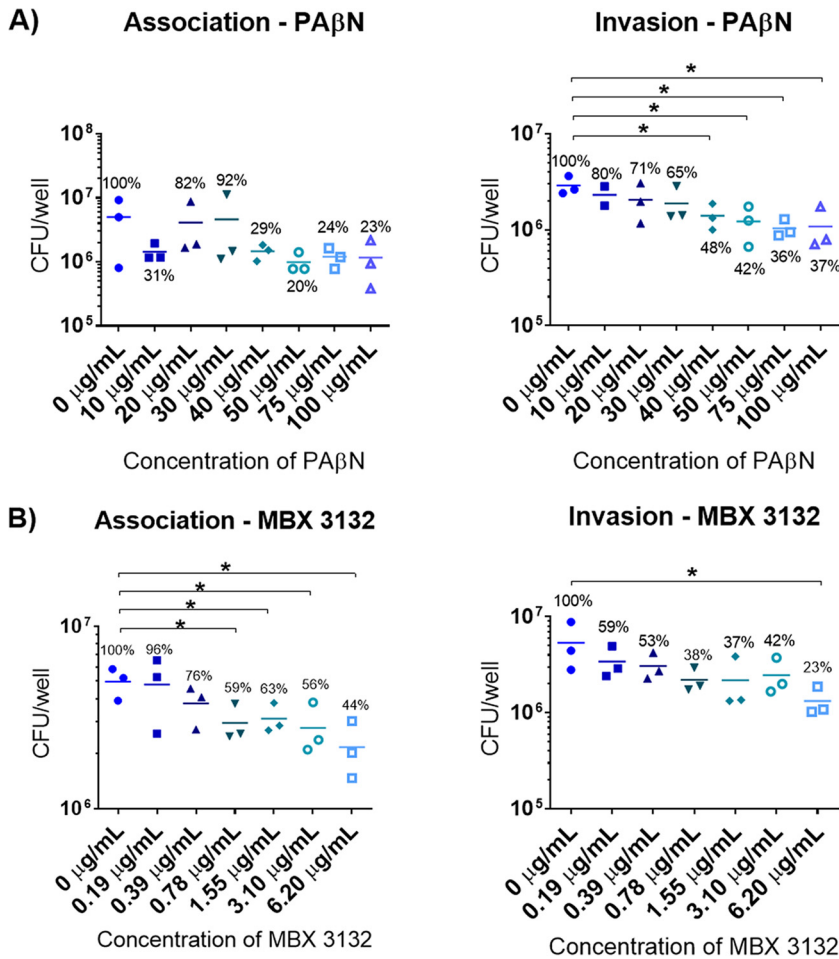 A)
Association - PAβN
CFU/well
10⁸
10⁷
10⁶
10⁵
100%
31%
82%
92%
29%
20%
24%
23%
0 μg/mL
10 μg/mL
20 μg/mL
30 μg/mL
40 μg/mL
50 μg/mL
75 μg/mL
100 μg/mL
Concentration of PAβN
Invasion - PAβN
*
*
*
*
CFU/well
10⁷
10⁶
10⁵
100%
80%
71%
65%
48%
42%
36%
37%
0 μg/mL
10 μg/mL
20 μg/mL
30 μg/mL
40 μg/mL
50 μg/mL
75 μg/mL
100 μg/mL
Concentration of PAβN
B)
Association - MBX 3132
*
*
*
*
CFU/well
10⁷
10⁶
100%
96%
76%
59%
63%
56%
44%
0 μg/mL
0.19 μg/mL
0.39 μg/mL
0.78 μg/mL
1.55 μg/mL
3.10 μg/mL
6.20 μg/mL
Concentration of MBX 3132
Invasion - MBX 3132
*
CFU/well
10⁷
10⁶
10⁵
100%
59%
53%
38%
37%
42%
23%
0 μg/mL
0.19 μg/mL
0.39 μg/mL
0.78 μg/mL
1.55 μg/mL
3.10 μg/mL
6.20 μg/mL
Concentration of MBX 3132